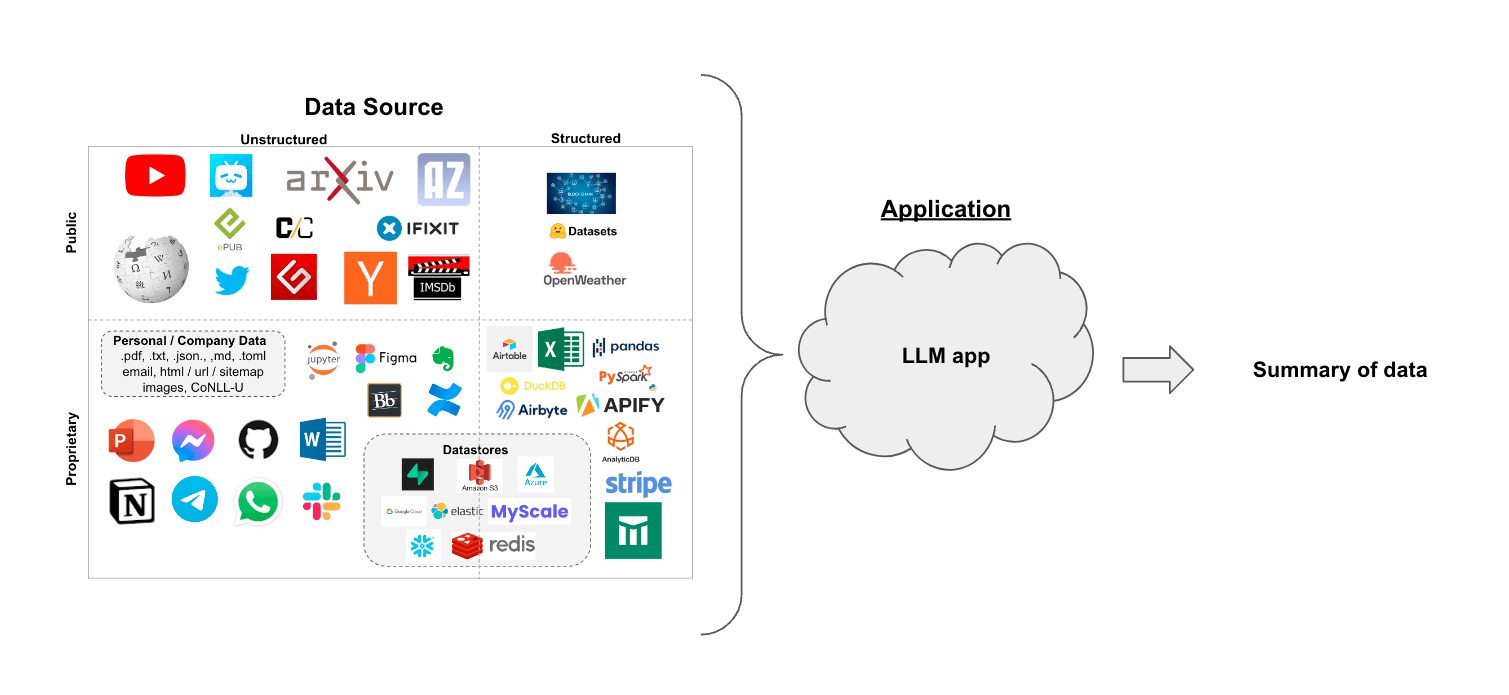 Data Source
Unstructured
Structured
Public
arXiv
AZ
BLOCK CHAIN
ePUB
C/C
IFIXIT
Datasets
OpenWeather
Y
IMSDb
Application
LLM app
Summary of data
Proprietary
Personal / Company Data
.pdf, .txt, .json., ,md, .toml
email, html / url / sitemap
images, CoNLL-U
jupyter
Figma
Airtable
X
pandas
PySpark
DuckDB
Bb
Airbyte
APIFY
P
W
AnalyticDB
Datastores
Amazon S3
Azure
stripe
N
Google Cloud
elastic
MyScale
redis